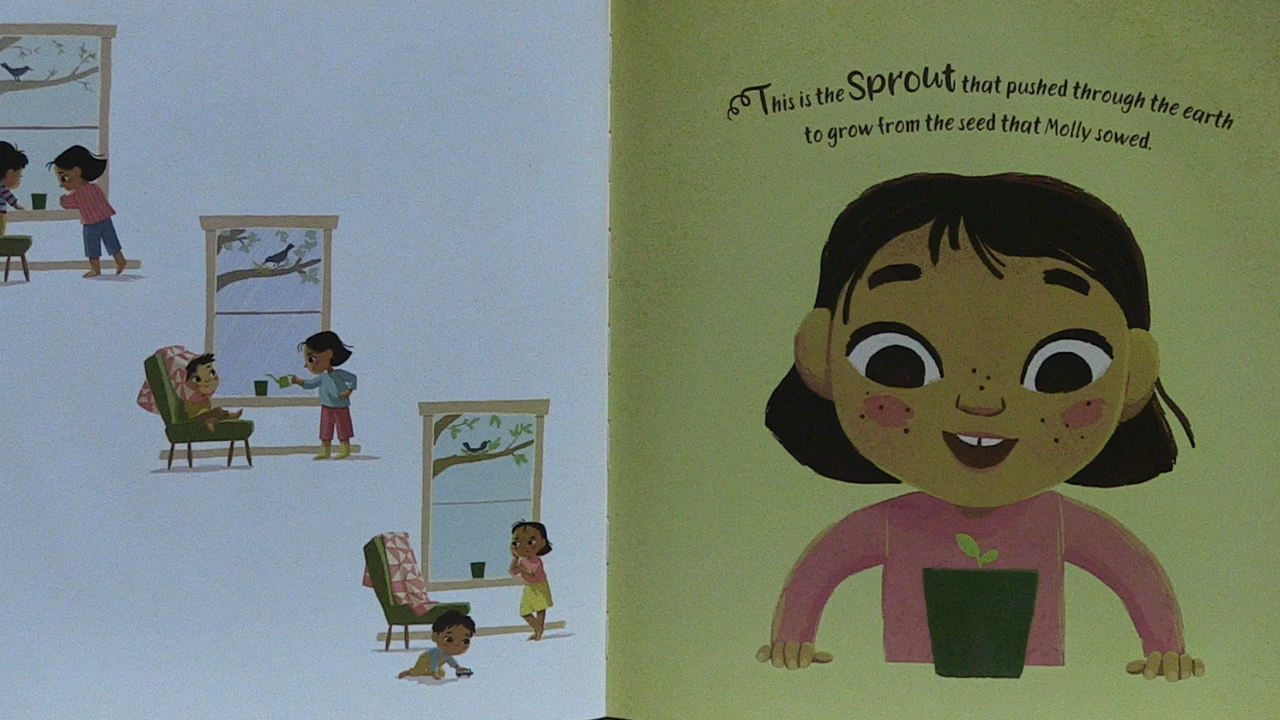 This is the Sprout that pushed through the earth
to grow from the seed that Molly sowed.